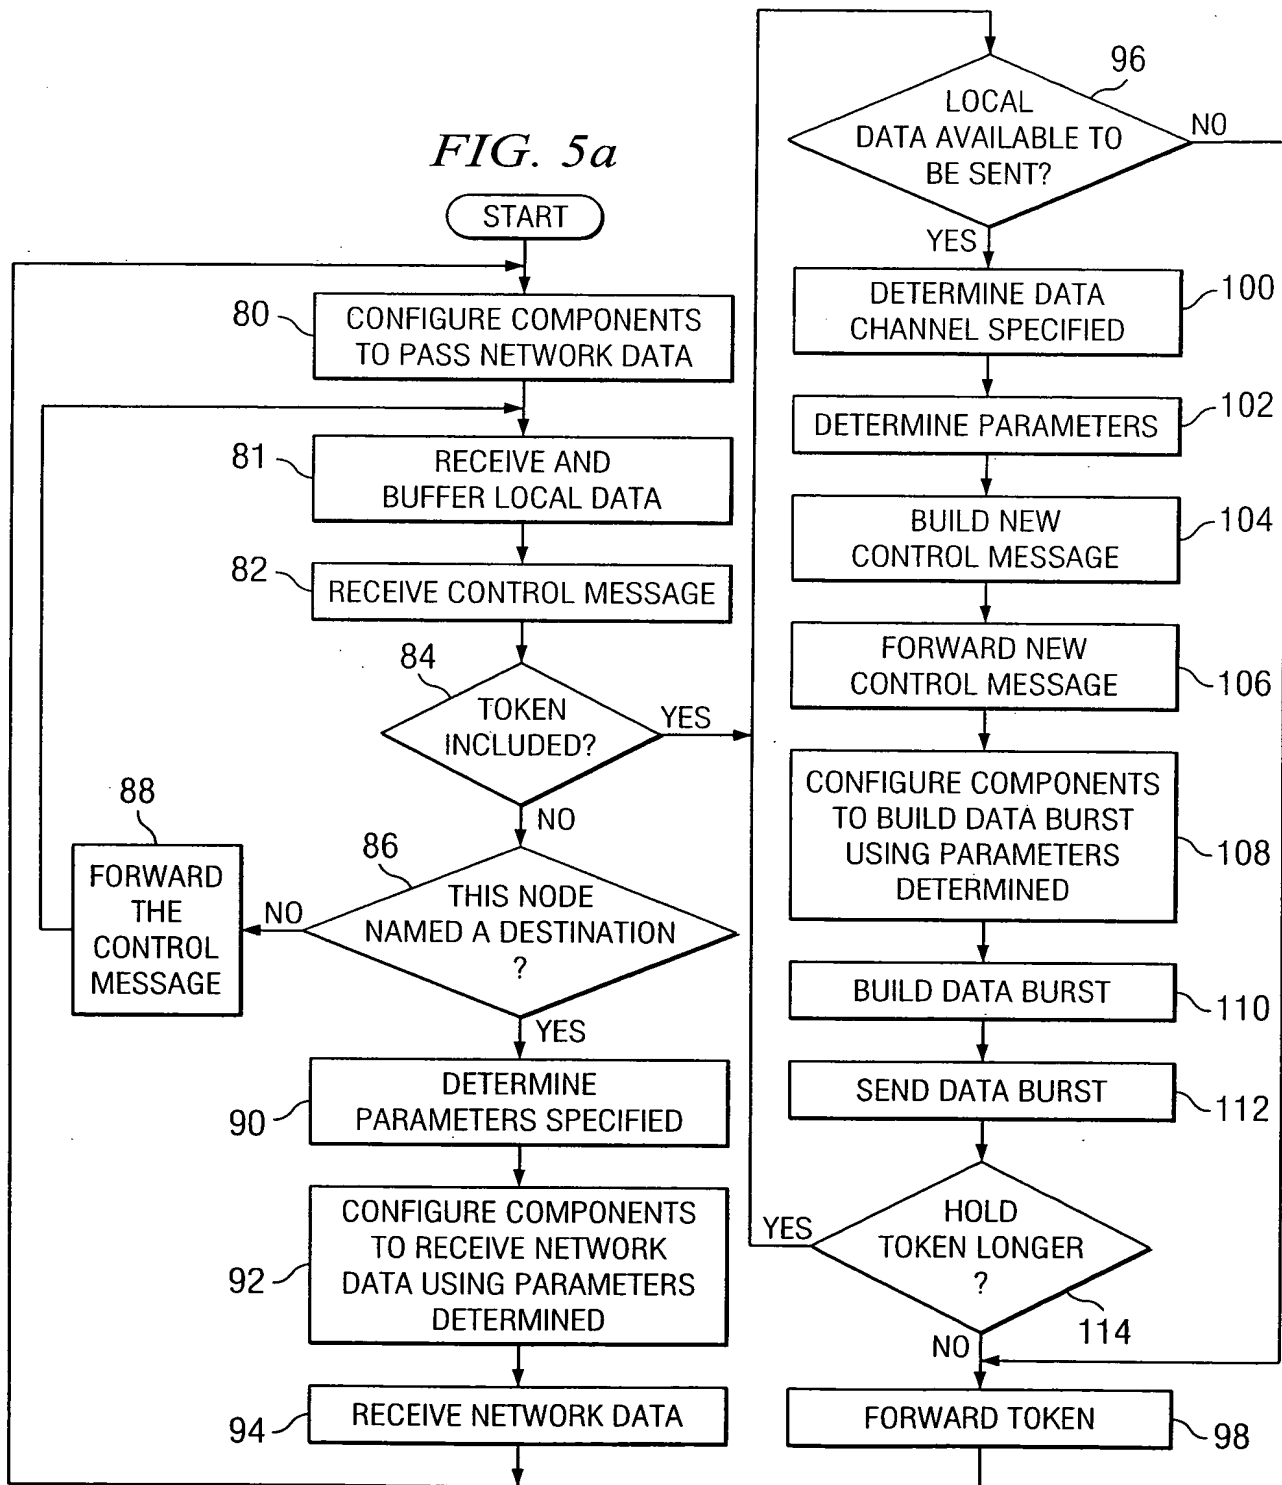 FIG. 5a
START
80
CONFIGURE COMPONENTS
TO PASS NETWORK DATA
81
RECEIVE AND
BUFFER LOCAL DATA
82
RECEIVE CONTROL MESSAGE
84
TOKEN
INCLUDED?
YES
NO
86
THIS NODE
NAMED A DESTINATION
?
NO
88
FORWARD
THE
CONTROL
MESSAGE
YES
90
DETERMINE
PARAMETERS SPECIFIED
92
CONFIGURE COMPONENTS
TO RECEIVE NETWORK
DATA USING PARAMETERS
DETERMINED
94
RECEIVE NETWORK DATA
96
LOCAL
DATA AVAILABLE TO
BE SENT?
NO
YES
DETERMINE DATA
CHANNEL SPECIFIED
100
DETERMINE PARAMETERS
102
BUILD NEW
CONTROL MESSAGE
104
FORWARD NEW
CONTROL MESSAGE
106
CONFIGURE COMPONENTS
TO BUILD DATA BURST
USING PARAMETERS
DETERMINED
108
BUILD DATA BURST
110
SEND DATA BURST
112
YES
HOLD
TOKEN LONGER
?
114
NO
FORWARD TOKEN
98